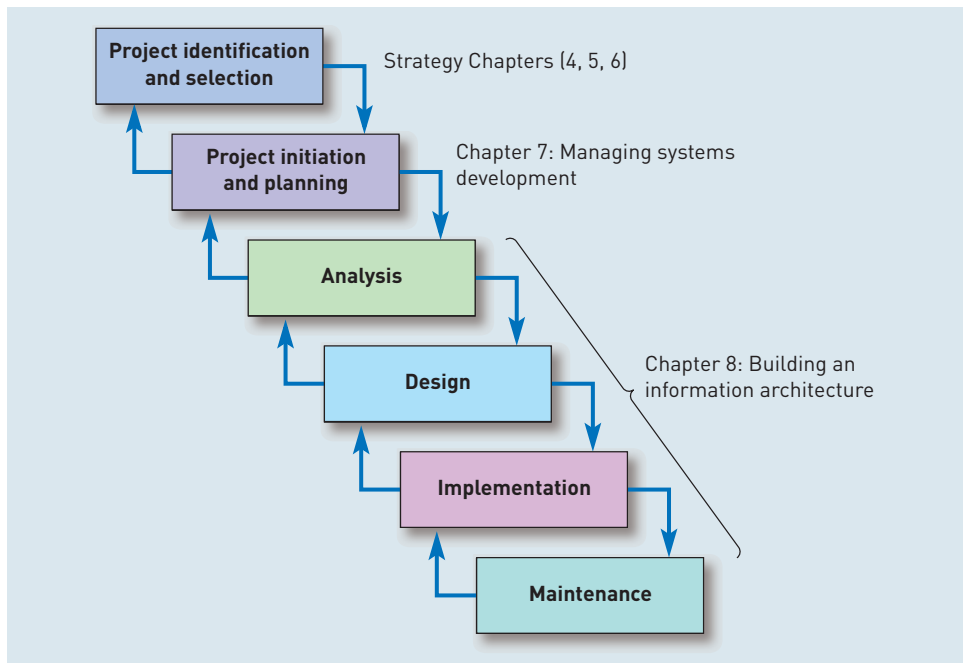 Project identification
and selection
Strategy Chapters (4, 5, 6)
Project initiation
and planning
Chapter 7: Managing systems
development
Analysis
Design
Chapter 8: Building an
information architecture
Implementation
Maintenance